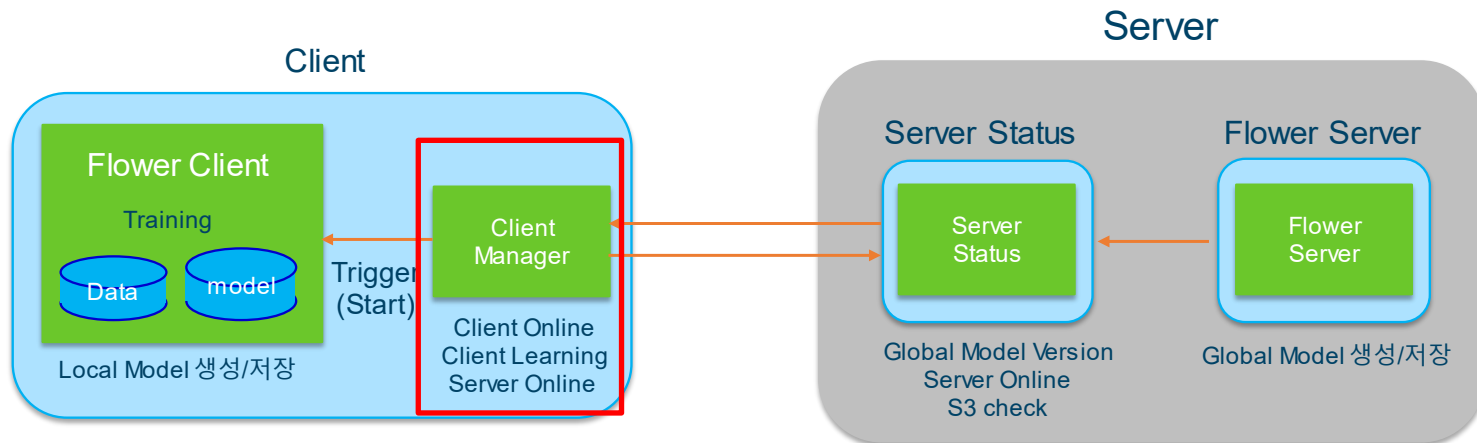 Server
Client
Flower Client
Training
Data
model
Local Model 생성/저장
Trigger
(Start)
Client
Manager
Client Online
Client Learning
Server Online
Server Status
Server
Status
Global Model Version
Server Online
S3 check
Flower Server
Flower
Server
Global Model 생성/저장